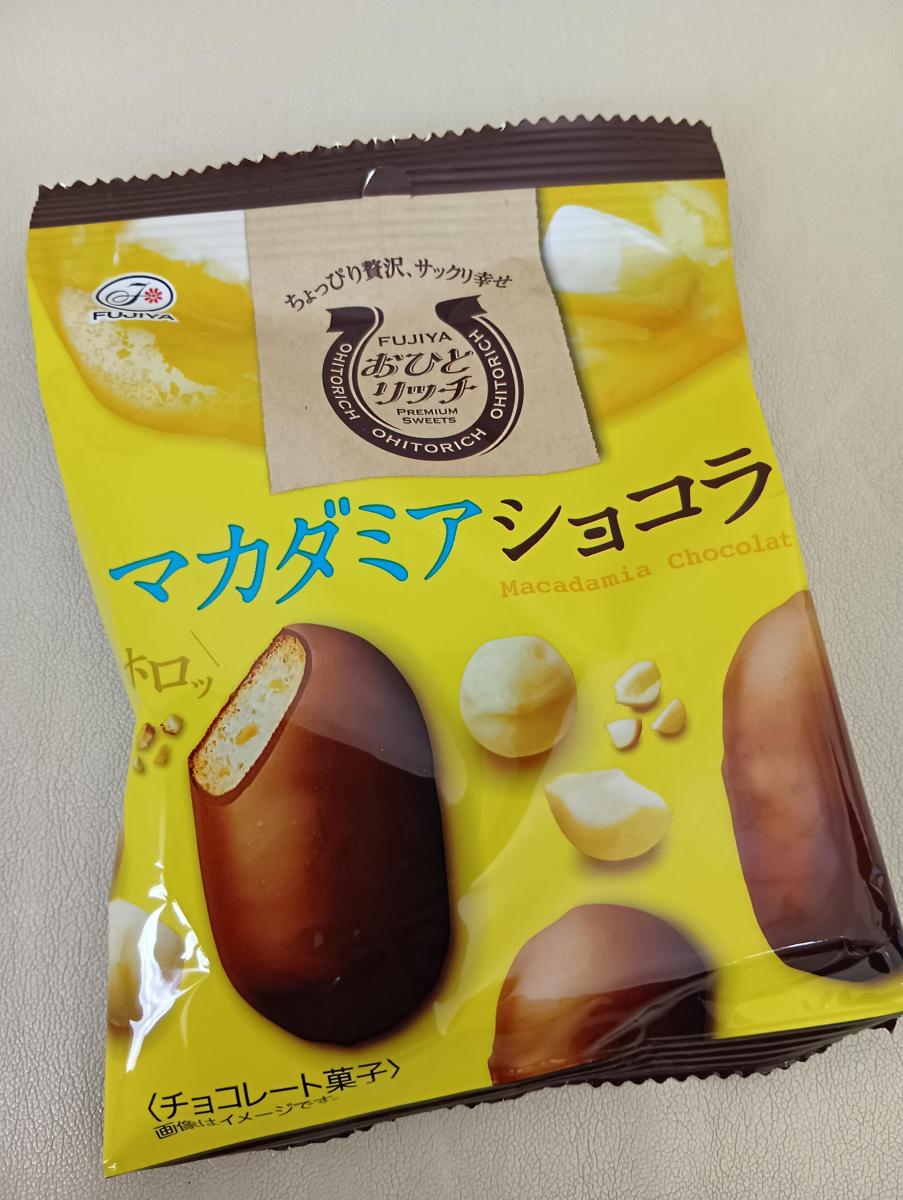 ちょっぴり贅沢、サックリ幸せ
FUJIYA
FUJIYA
おひと
リッチ
PREMIUM
SWEETS
OHITORICH OHITORICH OHITORICH
マカダミアショコラ
Macadamia Chocolat
ホロッ
〈チョコレート菓子〉
画像はイメージです。